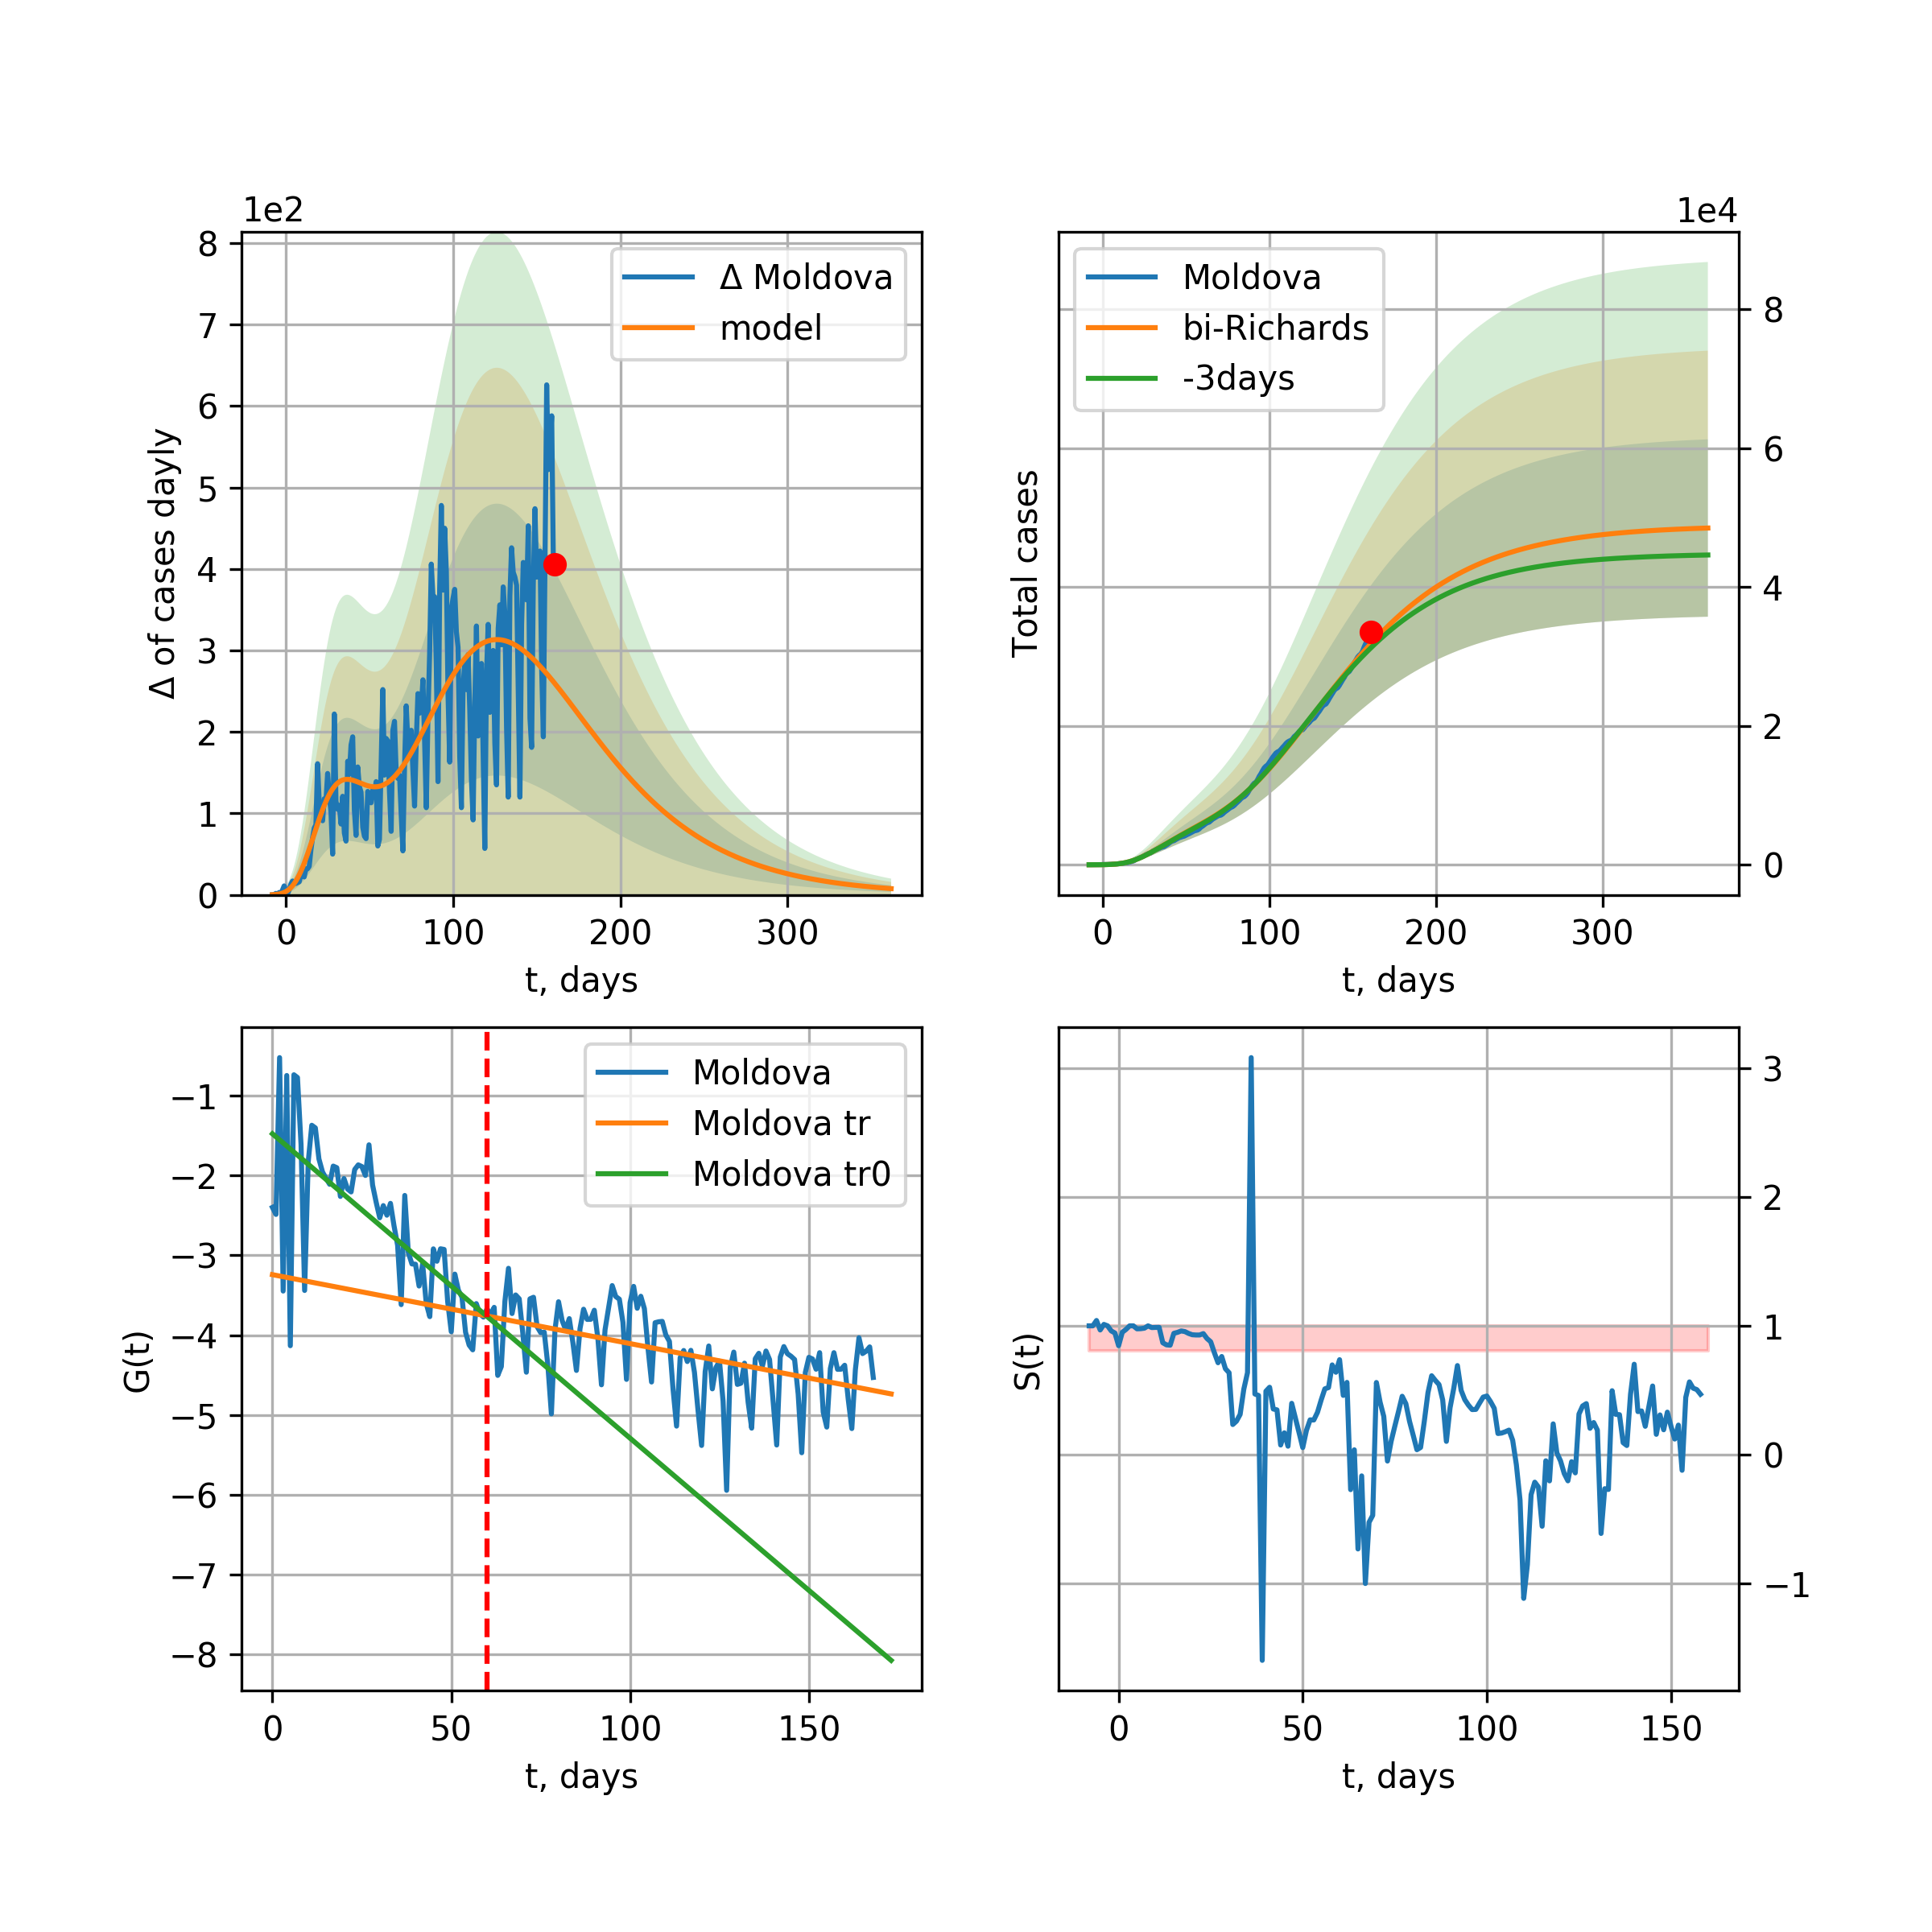 1e2
8
7
6
5
4
3
2
1
0
Δ of cases dayly
Δ Moldova
model
0 100 200 300
t, days
1e4
Moldova
bi-Richards
-3days
Total cases
8
6
4
2
0
0 100 200 300
t, days
−1
−2
−3
−4
−5
−6
−7
−8
G(t)
Moldova
Moldova tr
Moldova tr0
0 50 100 150
t, days
S(t)
3
2
1
0
−1
0 50 100 150
t, days